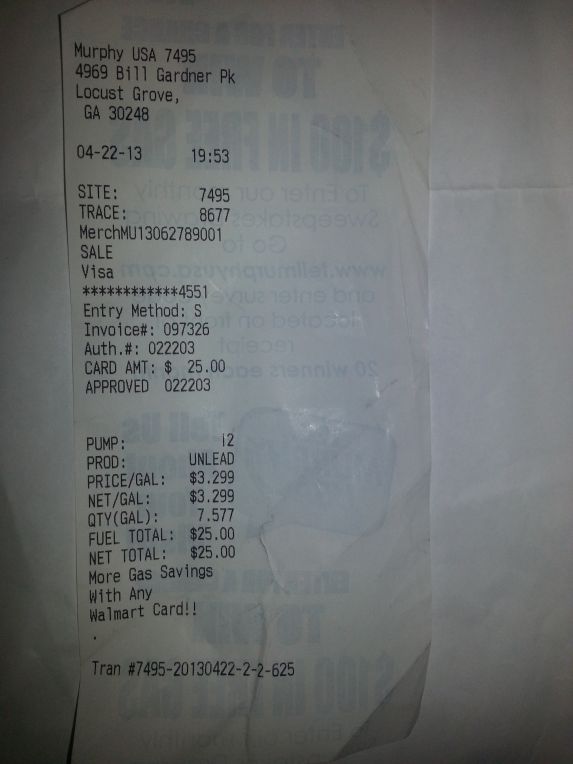 Murphy USA 7495
4969 Bill Gardner Pk
Locust Grove,
GA 30248
04-22-13 19:53
SITE: 7495
TRACE: 8677
MerchMU13062789001
SALE
Visa
************4551
Entry Method: S
Invoice#: 097326
Auth.#: 022203
CARD AMT: $ 25.00
APPROVED 022203
PUMP: 12
PROD: UNLEAD
PRICE/GAL: $3.299
NET/GAL: $3.299
QTY(GAL): 7.577
FUEL TOTAL: $25.00
NET TOTAL: $25.00
More Gas Savings
With Any
Walmart Card!!
.
Tran #7495-20130422-2-2-625